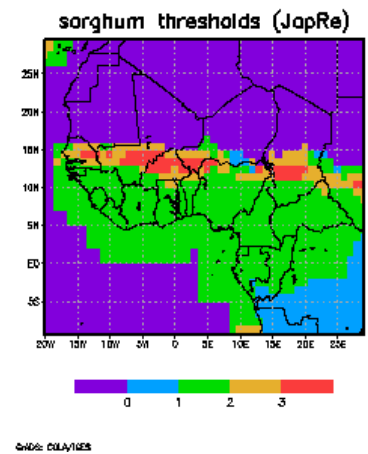 sorghum thresholds (JapRe)
25N
20N
15N
10N
5N
EQ
5S
20W 15W 10W 5W 0 5E 10E 15E 20E 25E
0 1 2 3
GrADS: COLA/IGES